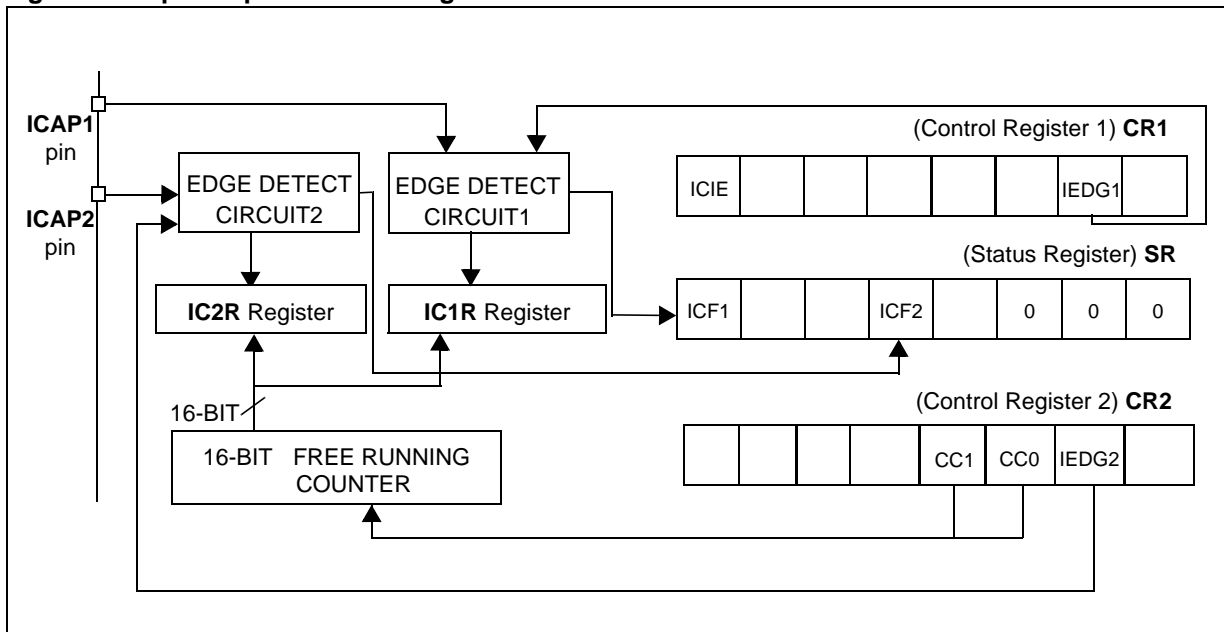 (Control Register 1) CR1
ICAP1
pin
ICAP2
pin
EDGE DETECT
CIRCUIT2
EDGE DETECT
CIRCUIT1
ICIE
IEDG1
(Status Register) SR
IC2R Register
IC1R Register
ICF1
ICF2
0
0
0
16-BIT
(Control Register 2) CR2
16-BIT FREE RUNNING
COUNTER
CC1
CC0
IEDG2